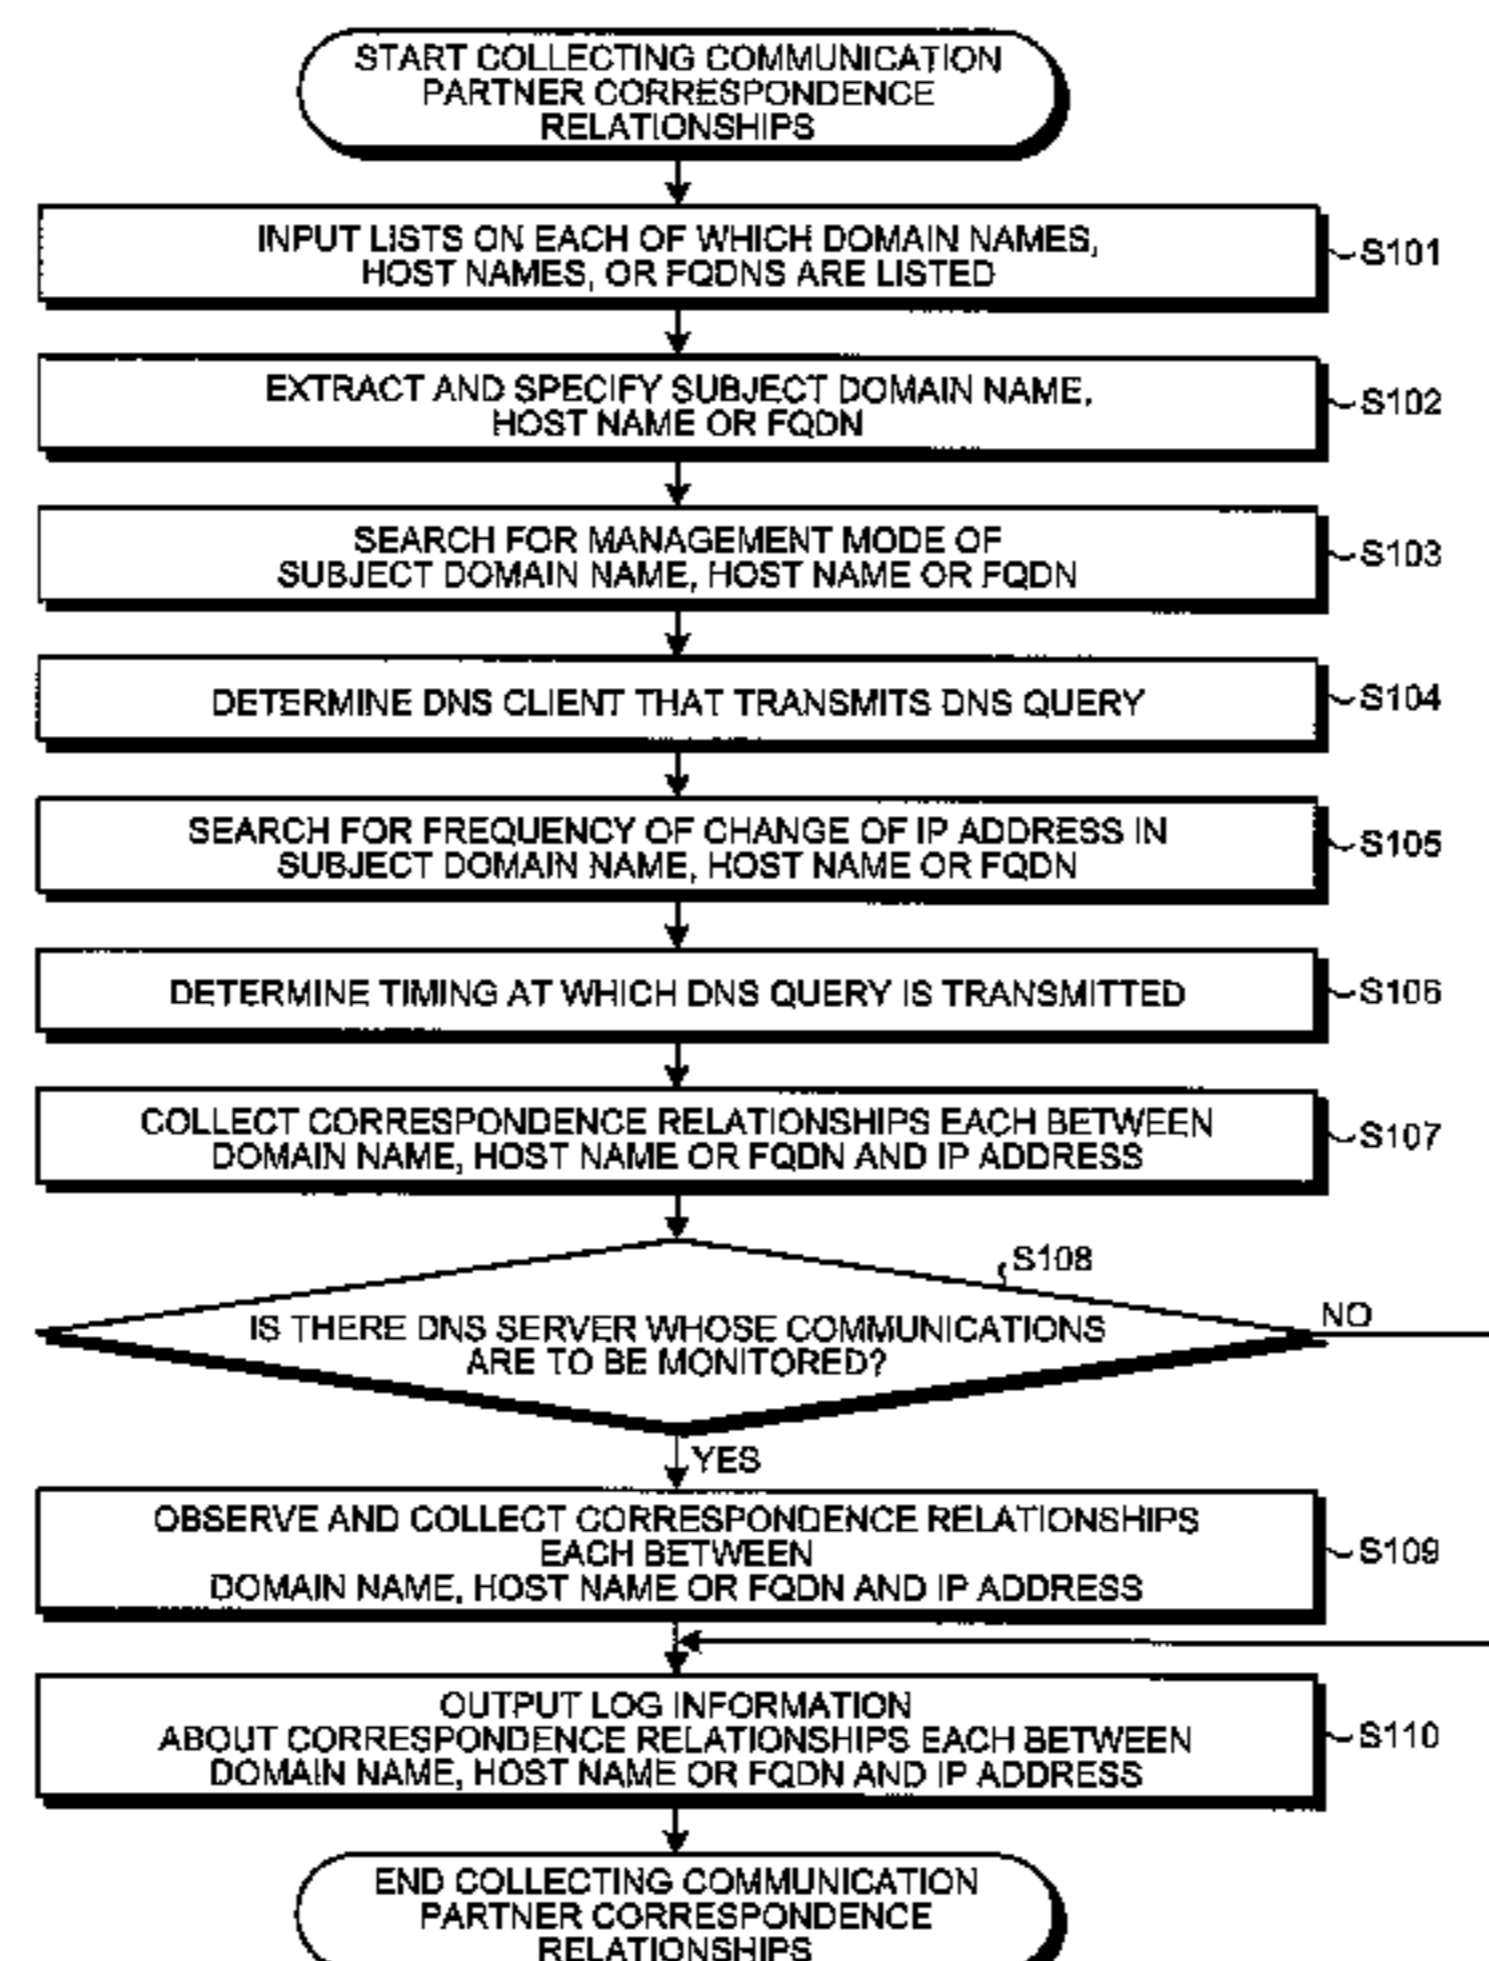 START COLLECTING COMMUNICATION
PARTNER CORRESPONDENCE
RELATIONSHIPS
INPUT LISTS ON EACH OF WHICH DOMAIN NAMES,
HOST NAMES, OR FQDNS ARE LISTED
S101
EXTRACT AND SPECIFY SUBJECT DOMAIN NAME,
HOST NAME OR FQDN
S102
SEARCH FOR MANAGEMENT MODE OF
SUBJECT DOMAIN NAME, HOST NAME OR FQDN
S103
DETERMINE DNS CLIENT THAT TRANSMITS DNS QUERY
S104
SEARCH FOR FREQUENCY OF CHANGE OF IP ADDRESS IN
SUBJECT DOMAIN NAME, HOST NAME OR FQDN
S105
DETERMINE TIMING AT WHICH DNS QUERY IS TRANSMITTED
S106
COLLECT CORRESPONDENCE RELATIONSHIPS EACH BETWEEN
DOMAIN NAME, HOST NAME OR FQDN AND IP ADDRESS
S107
S108
IS THERE DNS SERVER WHOSE COMMUNICATIONS
ARE TO BE MONITORED?
NO
YES
OBSERVE AND COLLECT CORRESPONDENCE RELATIONSHIPS
EACH BETWEEN
DOMAIN NAME, HOST NAME OR FQDN AND IP ADDRESS
S109
OUTPUT LOG INFORMATION
ABOUT CORRESPONDENCE RELATIONSHIPS EACH BETWEEN
DOMAIN NAME, HOST NAME OR FQDN AND IP ADDRESS
S110
END COLLECTING COMMUNICATION
PARTNER CORRESPONDENCE
RELATIONSHIPS